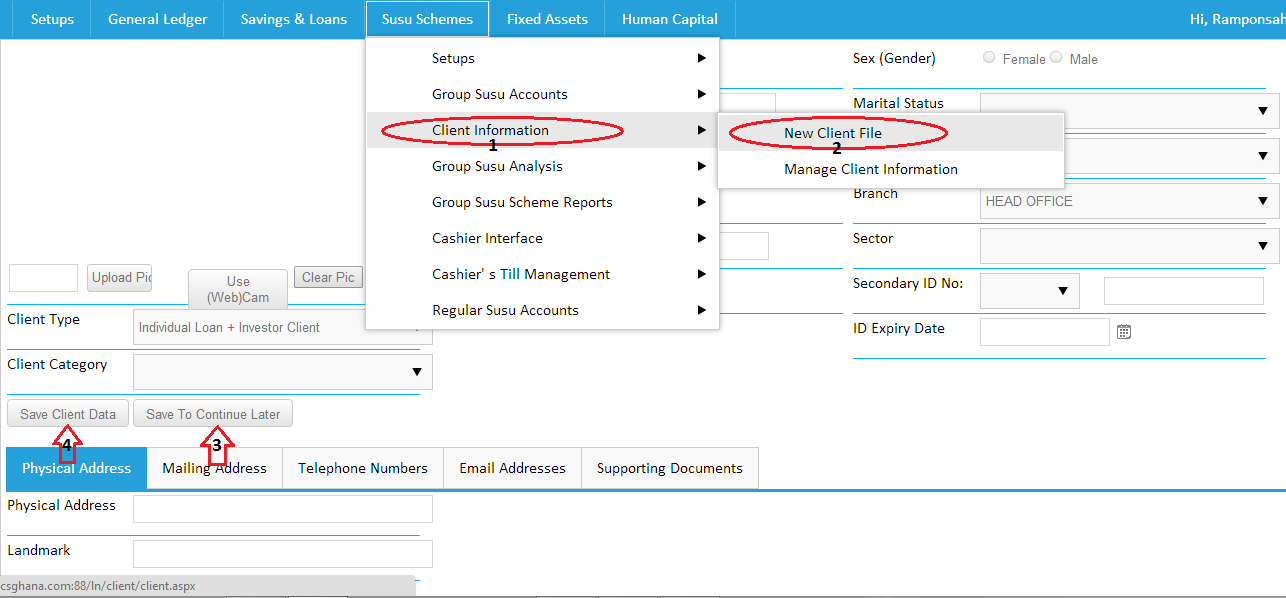 Setups
General Ledger
Savings & Loans
Susu Schemes
Fixed Assets
Human Capital
Hi, Ramponsah
Setups
Group Susu Accounts
Client Information
1
Group Susu Analysis
Group Susu Scheme Reports
Cashier Interface
Cashier' s Till Management
Regular Susu Accounts
New Client File
2
Manage Client Information
Sex (Gender)
Female
Male
Marital Status
Branch
HEAD OFFICE
Sector
Secondary ID No:
ID Expiry Date
Upload Pic
Use
(Web)Cam
Clear Pic
Client Type
Individual Loan + Investor Client
Client Category
Save Client Data
Save To Continue Later
4
3
Physical Address
Mailing Address
Telephone Numbers
Email Addresses
Supporting Documents
Physical Address
Landmark
csghana.com:88/ln/client/client.aspx